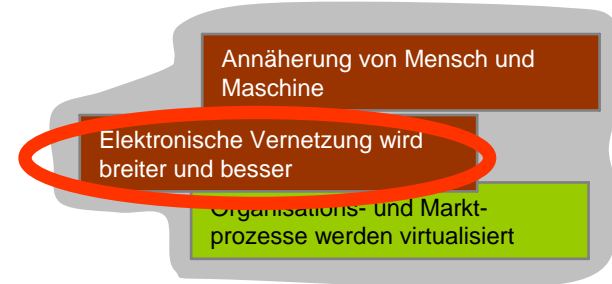 Annäherung von Mensch und
Maschine
Elektronische Vernetzung wird
breiter und besser
Organisations- und Markt-
prozesse werden virtualisiert